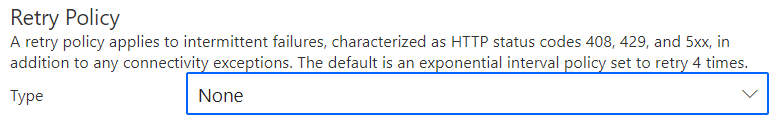 Retry Policy
A retry policy applies to intermittent failures, characterized as HTTP status codes 408, 429, and 5xx, in
addition to any connectivity exceptions. The default is an exponential interval policy set to retry 4 times.
Type
None